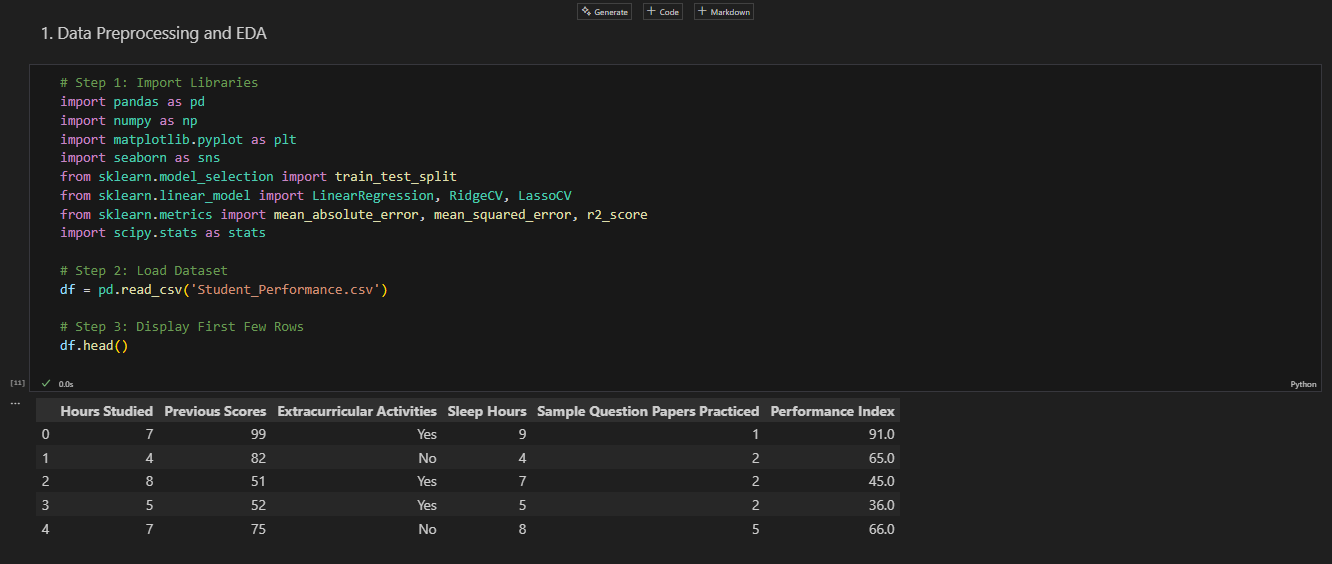 Generate + Code + Markdown
1. Data Preprocessing and EDA
# Step 1: Import Libraries
import pandas as pd
import numpy as np
import matplotlib.pyplot as plt
import seaborn as sns
from sklearn.model_selection import train_test_split
from sklearn.linear_model import LinearRegression, RidgeCV, LassoCV
from sklearn.metrics import mean_absolute_error, mean_squared_error, r2_score
import scipy.stats as stats
# Step 2: Load Dataset
df = pd.read_csv('Student_Performance.csv')
# Step 3: Display First Few Rows
df.head()
[11] ✓ 0.0s Python
...
Hours Studied Previous Scores Extracurricular Activities Sleep Hours Sample Question Papers Practiced Performance Index
0 7 99 Yes 9 1 91.0
1 4 82 No 4 2 65.0
2 8 51 Yes 7 2 45.0
3 5 52 Yes 5 2 36.0
4 7 75 No 8 5 66.0